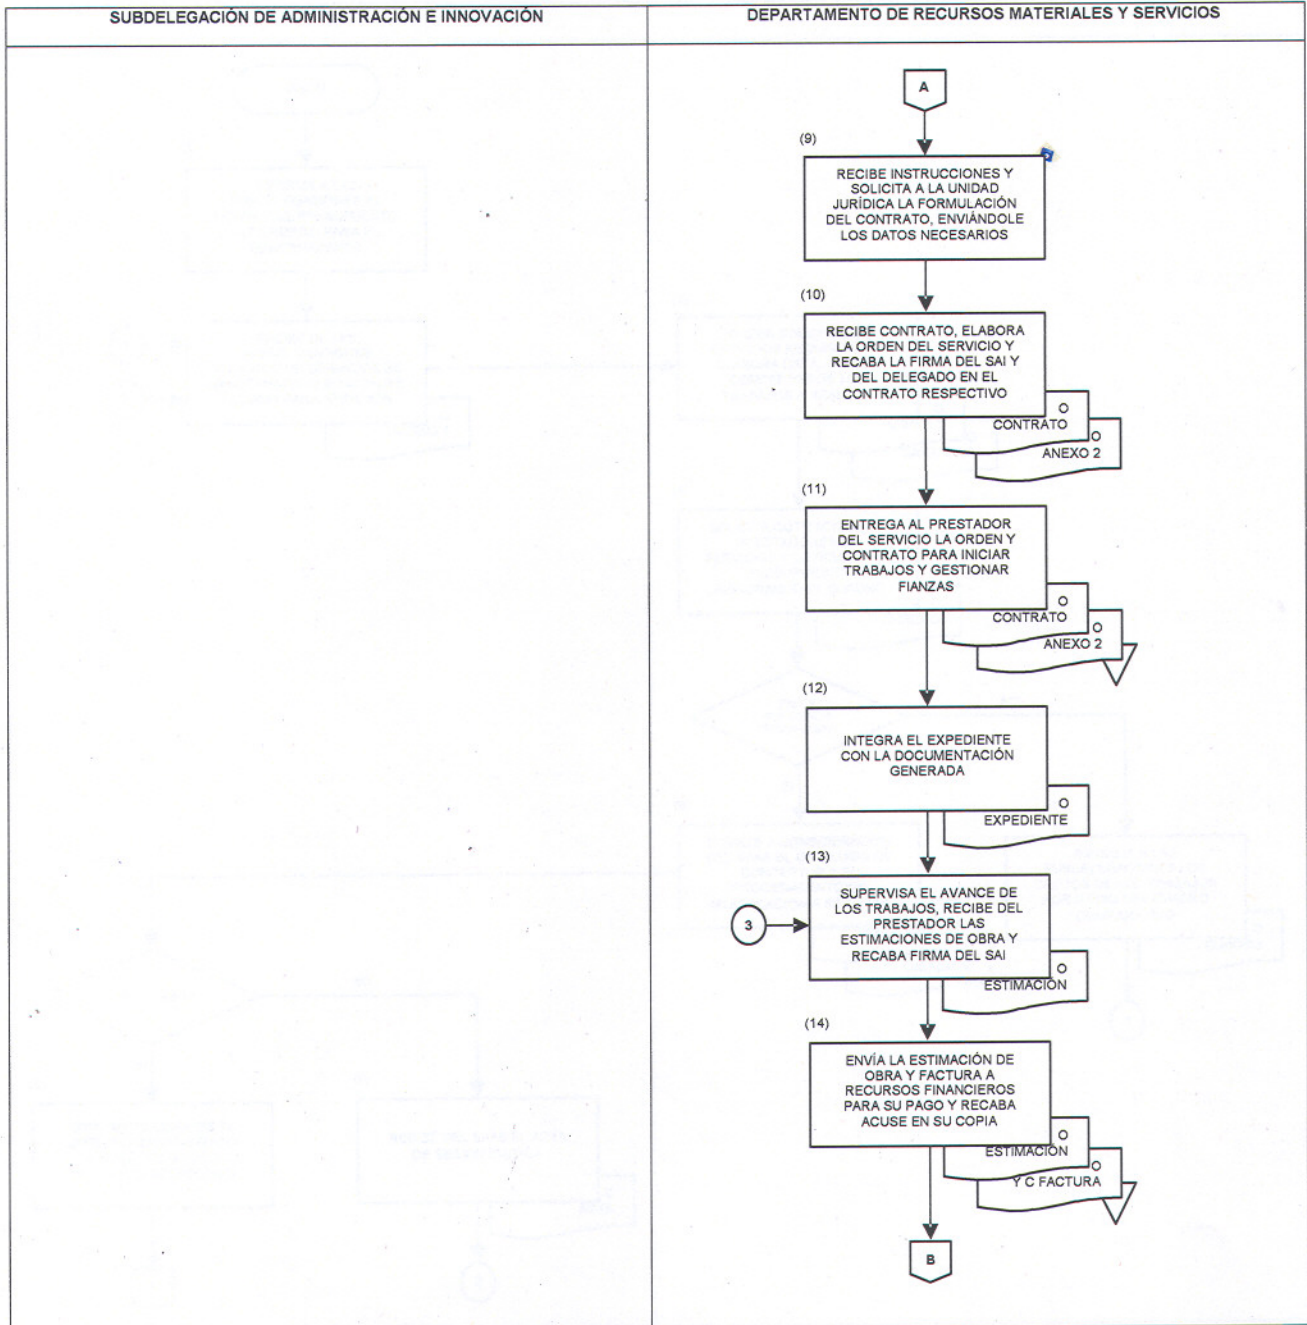 SUBDELEGACIÓN DE ADMINISTRACIÓN E INNOVACIÓN
DEPARTAMENTO DE RECURSOS MATERIALES Y SERVICIOS
A
(9)
RECIBE INSTRUCCIONES Y
SOLICITA A LA UNIDAD
JURÍDICA LA FORMULACIÓN
DEL CONTRATO, ENVIÁNDOLE
LOS DATOS NECESARIOS
(10)
RECIBE CONTRATO, ELABORA
LA ORDEN DEL SERVICIO Y
RECABA LA FIRMA DEL SAI Y
DEL DELEGADO EN EL
CONTRATO RESPECTIVO
O
CONTRATO
O
ANEXO 2
(11)
ENTREGA AL PRESTADOR
DEL SERVICIO LA ORDEN Y
CONTRATO PARA INICIAR
TRABAJOS Y GESTIONAR
FIANZAS
O
CONTRATO
O
ANEXO 2
(12)
INTEGRA EL EXPEDIENTE
CON LA DOCUMENTACIÓN
GENERADA
O
EXPEDIENTE
(13)
3
SUPERVISA EL AVANCE DE
LOS TRABAJOS, RECIBE DEL
PRESTADOR LAS
ESTIMACIONES DE OBRA Y
RECABA FIRMA DEL SAI
O
ESTIMACIÓN
(14)
ENVÍA LA ESTIMACIÓN DE
OBRA Y FACTURA A
RECURSOS FINANCIEROS
PARA SU PAGO Y RECABA
ACUSE EN SU COPIA
O
ESTIMACIÓN
O
Y C FACTURA
B